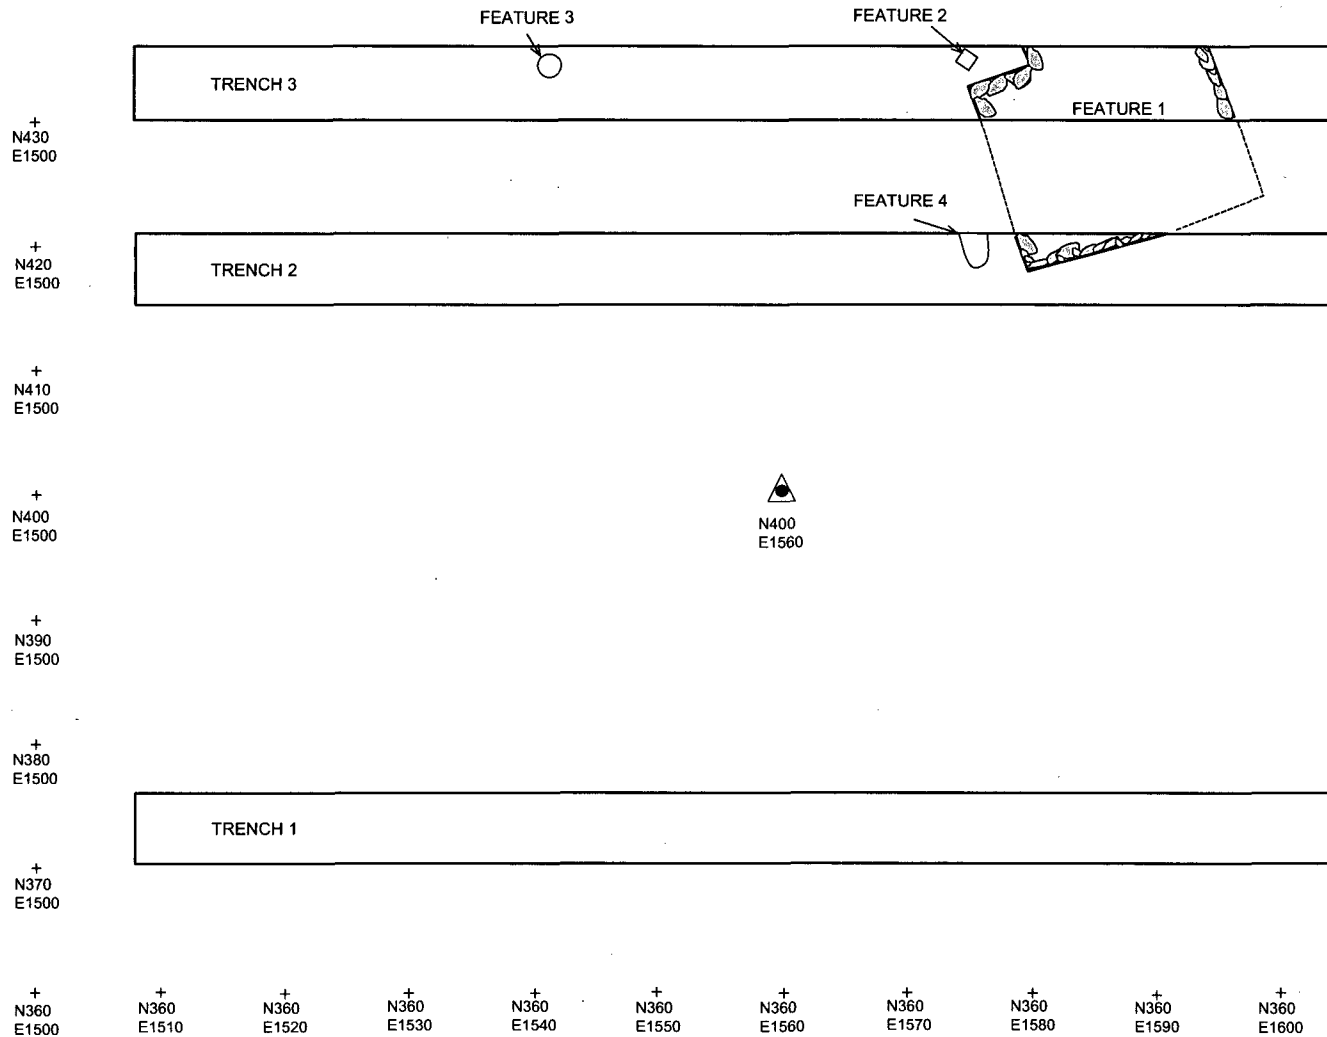 FEATURE 3
FEATURE 2
TRENCH 3
FEATURE 1
N430
E1500
FEATURE 4
N420
E1500
TRENCH 2
N410
E1500
N400
E1500
N400
E1560
N390
E1500
N380
E1500
TRENCH 1
N370
E1500
N360
E1500
N360
E1510
N360
E1520
N360
E1530
N360
E1540
N360
E1550
N360
E1560
N360
E1570
N360
E1580
N360
E1590
N360
E1600